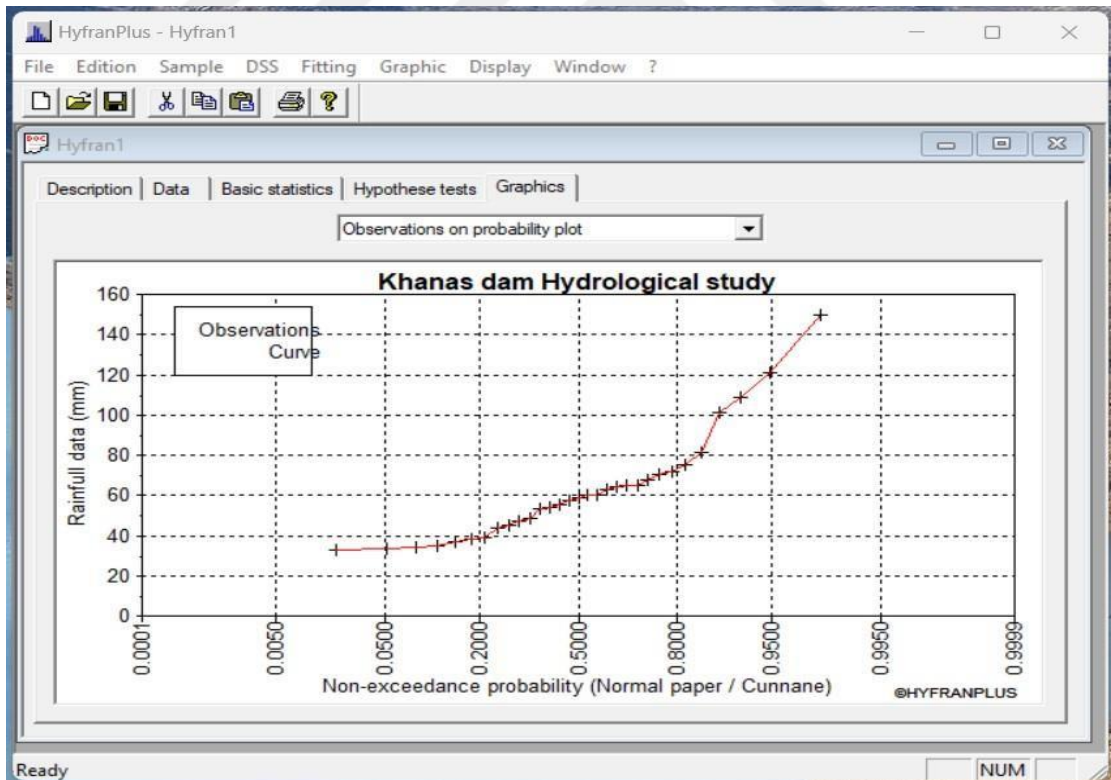 HyfranPlus - Hyfran1
File Edition Sample DSS Fitting Graphic Display Window ?
Hyfran1
Description Data Basic statistics Hypothese tests Graphics
Observations on probability plot
Khanas dam Hydrological study
Observations
Curve
Rainfull data (mm)
160
140
120
100
80
60
40
20
0
0.0001 0.0050 0.0500 0.2000 0.5000 0.8000 0.9500 0.9950 0.9999
Non-exceedance probability (Normal paper / Cunnane)
©HYFRANPLUS
Ready NUM